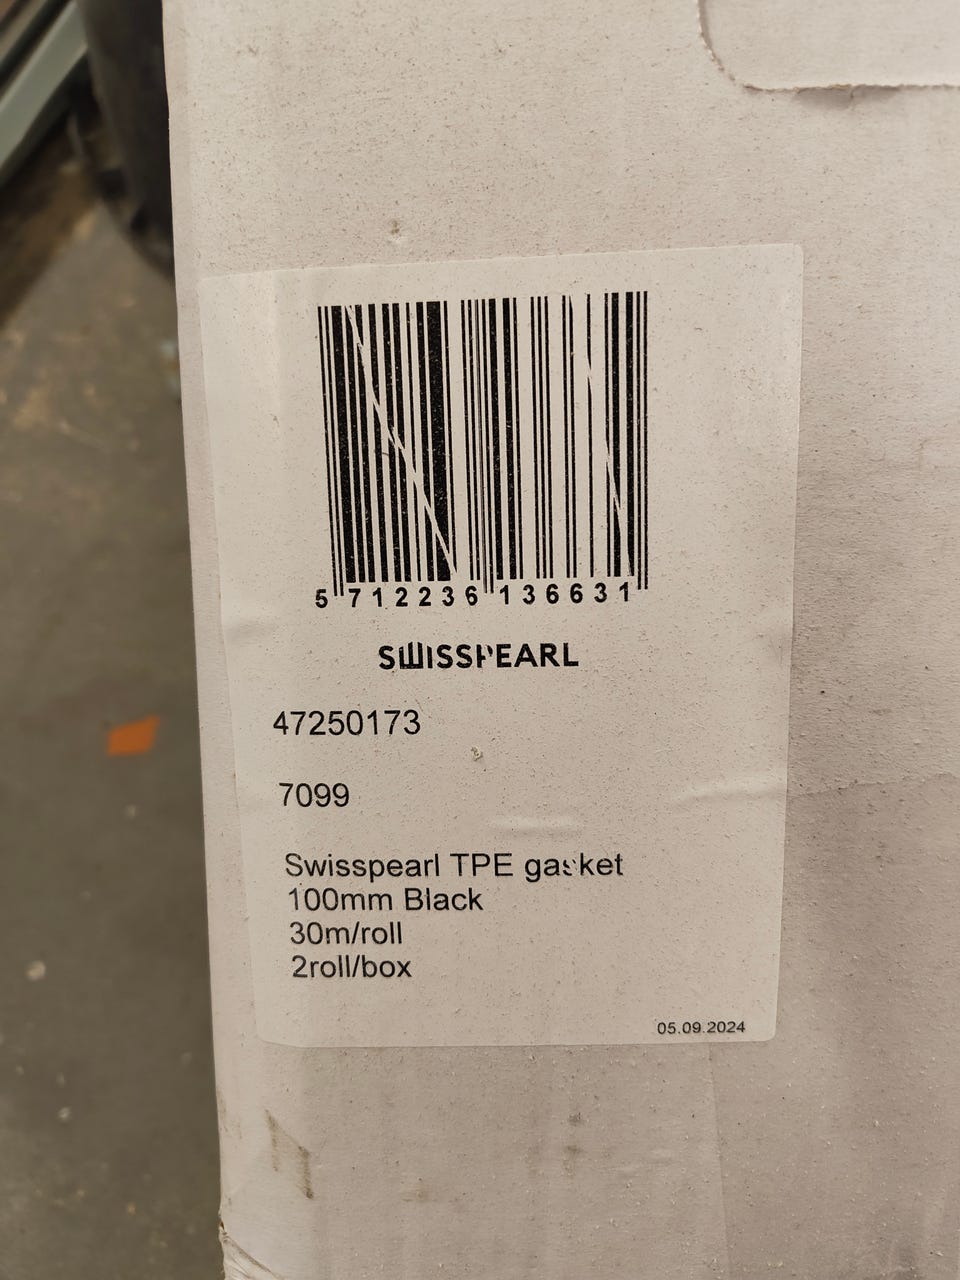 5 712236 136631
SWISSPEARL
47250173
7099
Swisspearl TPE gasket
100mm Black
30m/roll
2roll/box
05.09.2024